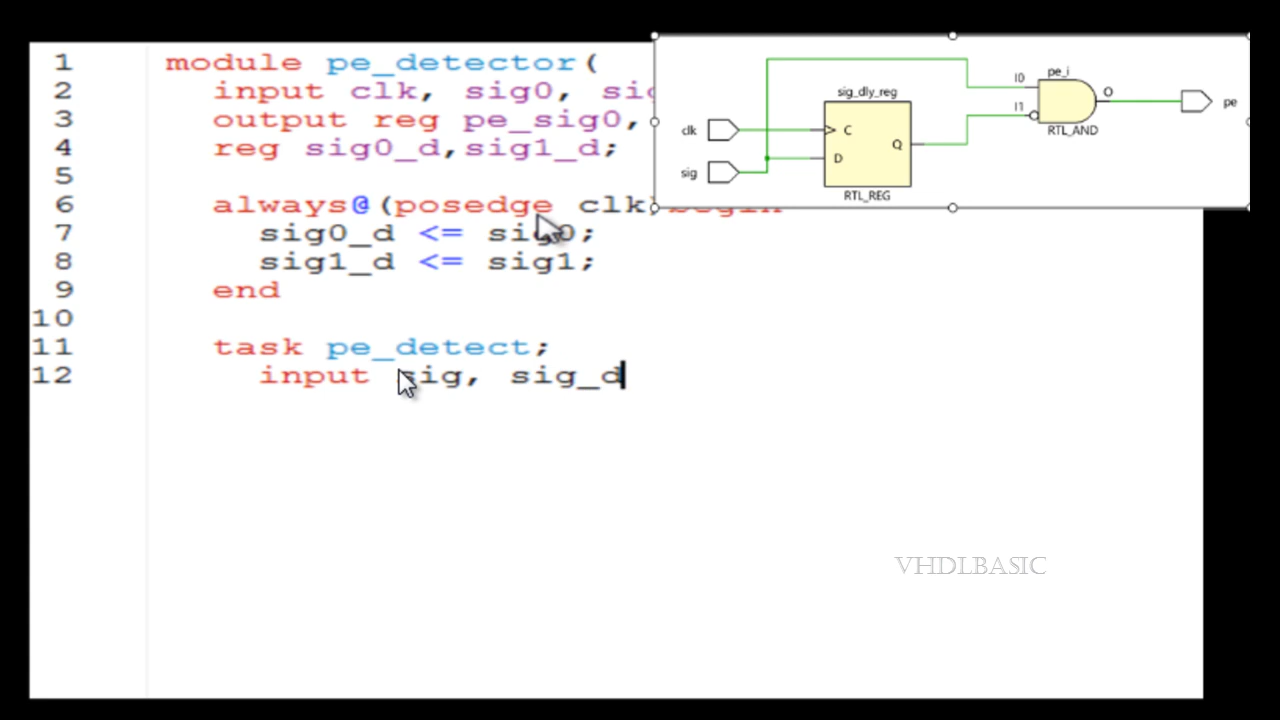 1 module pe_detector(
2 input clk, sig0,
3 output reg pe_sig0,
4 reg sig0_d,sig1_d;
5
6 always@(posedge clk)begin
7 sig0_d <= sig0;
8 sig1_d <= sig1;
9 end
10
11 task pe_detect;
12 input sig, sig_d
sig_dly_reg
clk
sig
C
D
Q
RTL_REG
pe_i
I0
I1
O
RTL_AND
pe
VHDLBASIC